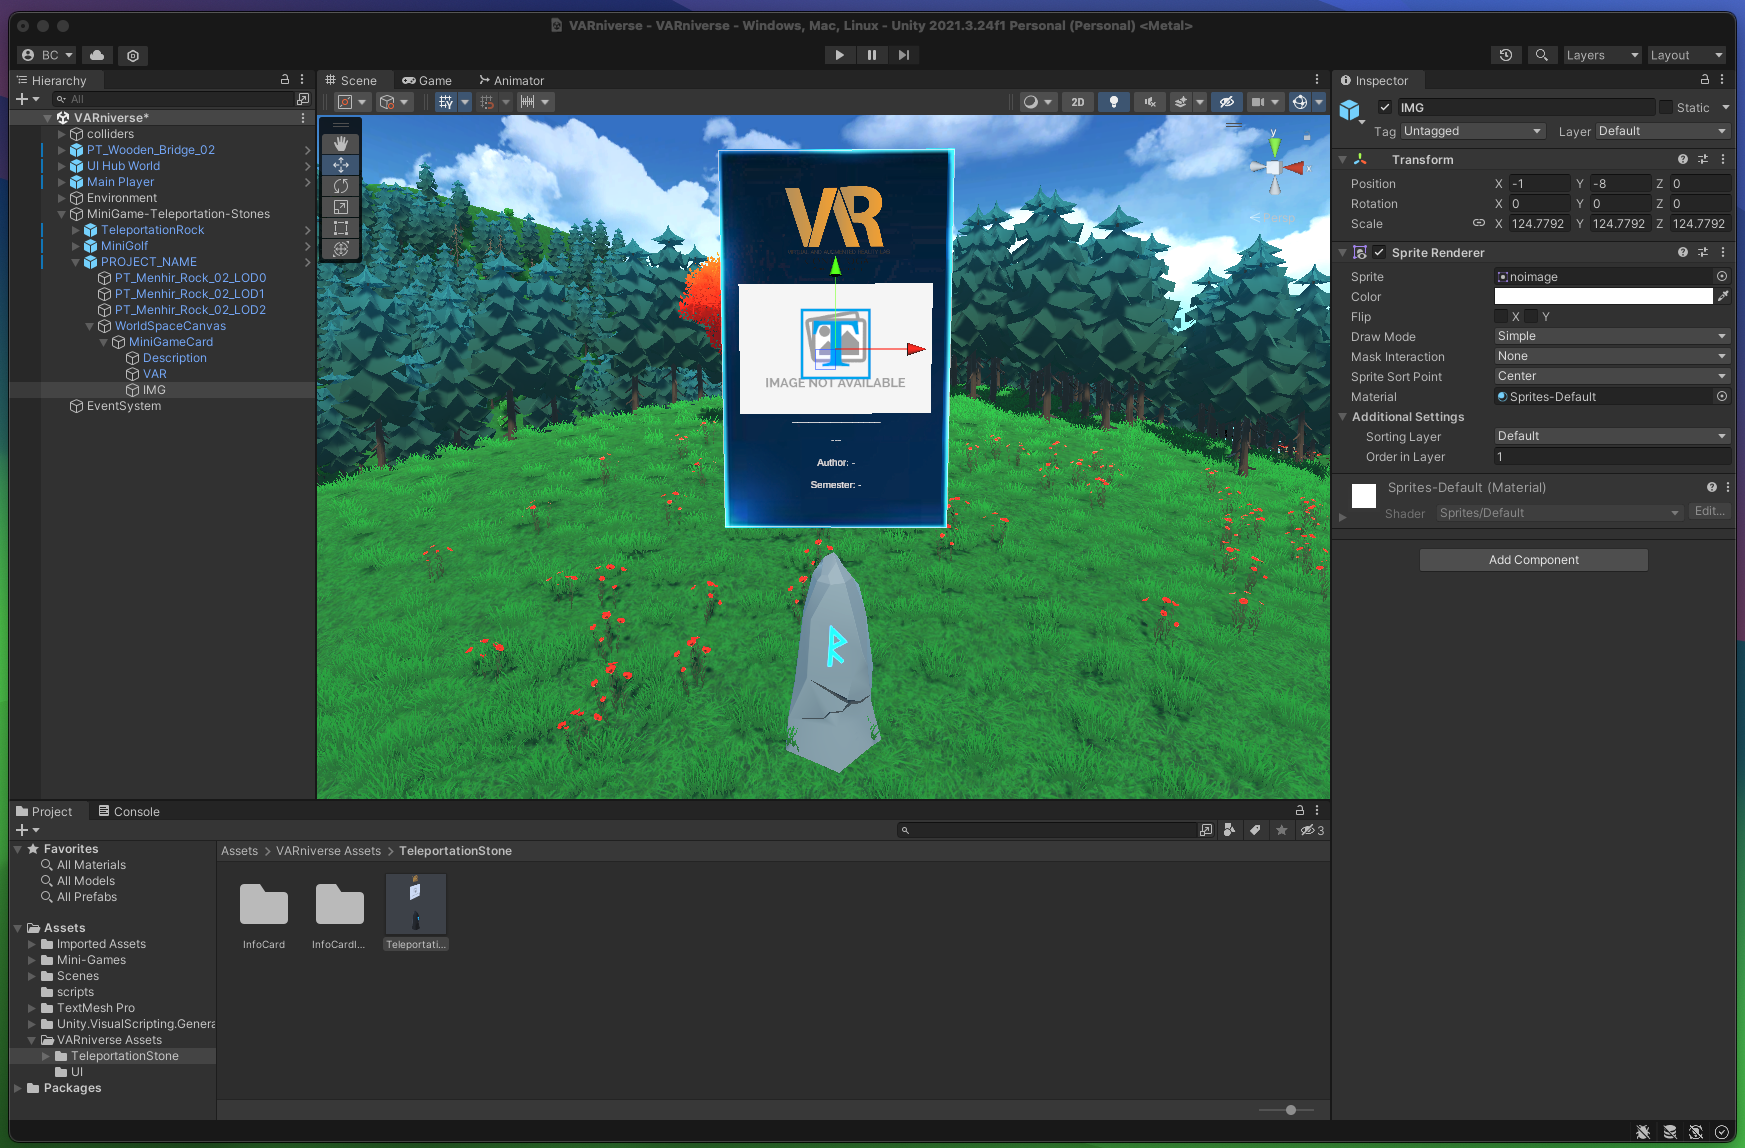 VARniverse - VARniverse - Windows, Mac, Linux - Unity 2021.3.24f1 Personal (Personal) <Metal>
BC
Layers
Layout
Hierarchy
All
VARniverse*
colliders
PT_Wooden_Bridge_02
UI Hub World
Main Player
Environment
MiniGame-Teleportation-Stones
TeleportationRock
MiniGolf
PROJECT_NAME
PT_Menhir_Rock_02_LOD0
PT_Menhir_Rock_02_LOD1
PT_Menhir_Rock_02_LOD2
WorldSpaceCanvas
MiniGameCard
Description
VAR
IMG
EventSystem
Scene
Game
Animator
2D
y
x
Persp
VAR
IMAGE NOT AVAILABLE
---
Author: -
Semester: -
Inspector
IMG
Static
Tag Untagged Layer Default
Transform
Position X -1 Y -8 Z 0
Rotation X 0 Y 0 Z 0
Scale X 124.7792 Y 124.7792 Z 124.7792
Sprite Renderer
Sprite noimage
Color
Flip X Y
Draw Mode Simple
Mask Interaction None
Sprite Sort Point Center
Material Sprites-Default
Additional Settings
Sorting Layer Default
Order in Layer 1
Sprites-Default (Material)
Shader Sprites/Default Edit...
Add Component
Project
Console
3
Favorites
All Materials
All Models
All Prefabs
Assets
Imported Assets
Mini-Games
Scenes
scripts
TextMesh Pro
Unity.VisualScripting.Genera
VARniverse Assets
TeleportationStone
UI
Packages
Assets > VARniverse Assets > TeleportationStone
InfoCard
InfoCardI...
Teleportati...